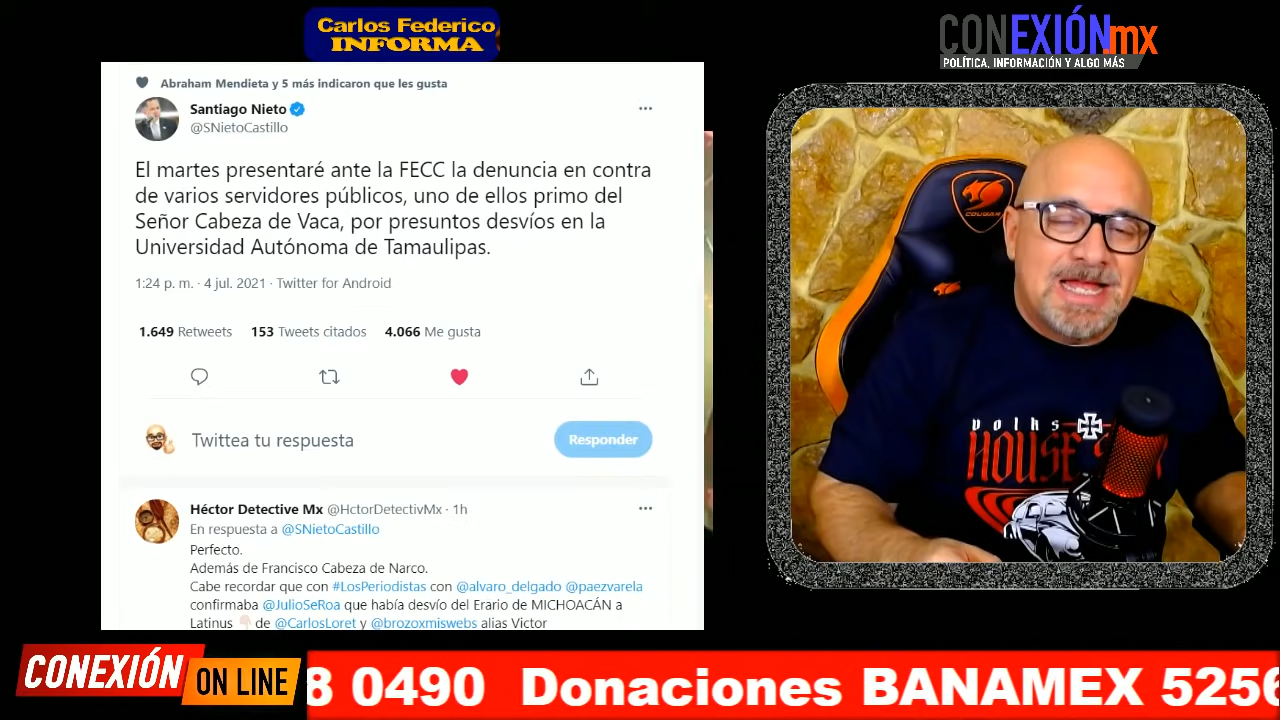 Carlos Federico
INFORMA
CONEXIÓN.mx
POLÍTICA, INFORMACIÓN Y ALGO MÁS
Abraham Mendieta y 5 más indicaron que les gusta
Santiago Nieto
@SNietoCastillo
El martes presentaré ante la FECC la denuncia en contra
de varios servidores públicos, uno de ellos primo del
Señor Cabeza de Vaca, por presuntos desvíos en la
Universidad Autónoma de Tamaulipas.
1:24 p. m. · 4 jul. 2021 · Twitter for Android
1.649 Retweets 153 Tweets citados 4.066 Me gusta
Twittea tu respuesta
Responder
Héctor Detective Mx @HctorDetectivMx · 1h
En respuesta a @SNietoCastillo
Perfecto.
Además de Francisco Cabeza de Narco.
Cabe recordar que con #LosPeriodistas con @alvaro_delgado @paezvarela
confirmaba @JulioSeRoa que había desvío del Erario de MICHOACÁN a
Latinus de @CarlosLoret y @brozoxmiswebs alias Victor
COUGAR
volks
HOUSE
CONEXIÓN
ON LINE
8 0490 Donaciones BANAMEX 5256